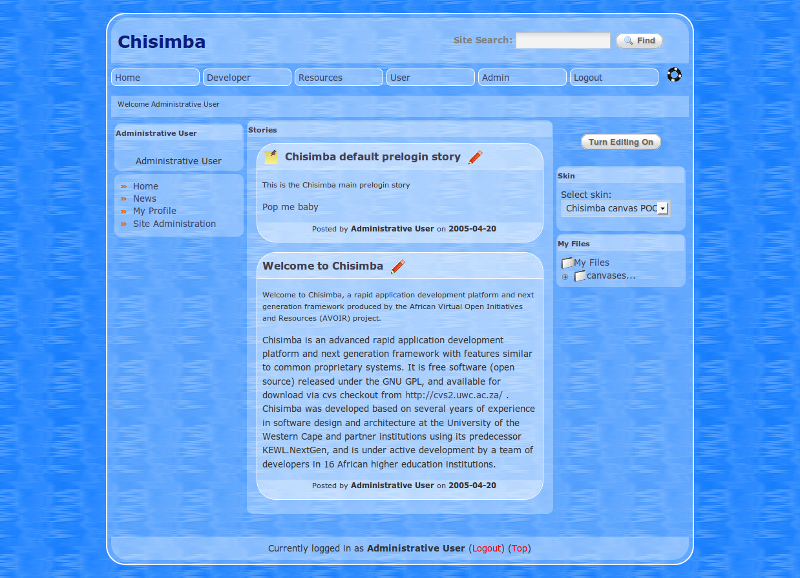 Chisimba
Site Search:
Find
Home
Developer
Resources
User
Admin
Logout
Welcome Administrative User
Administrative User
Administrative User
Home
News
My Profile
Site Administration
Stories
Chisimba default prelogin story
This is the Chisimba main prelogin story
Pop me baby
Posted by Administrative User on 2005-04-20
Welcome to Chisimba
Welcome to Chisimba, a rapid application development platform and next
generation framework produced by the African Virtual Open Initiatives
and Resources (AVOIR) project.
Chisimba is an advanced rapid application development
platform and next generation framework with features similar
to common proprietary systems. It is free software (open
source) released under the GNU GPL, and available for
download via cvs checkout from http://cvs2.uwc.ac.za/ .
Chisimba was developed based on several years of experience
in software design and architecture at the University of the
Western Cape and partner institutions using its predecessor
KEWL.NextGen, and is under active development by a team of
developers in 16 African higher education institutions.
Posted by Administrative User on 2005-04-20
Turn Editing On
Skin
Select skin:
Chisimba canvas POC
My Files
My Files
canvases...
Currently logged in as Administrative User (Logout) (Top)